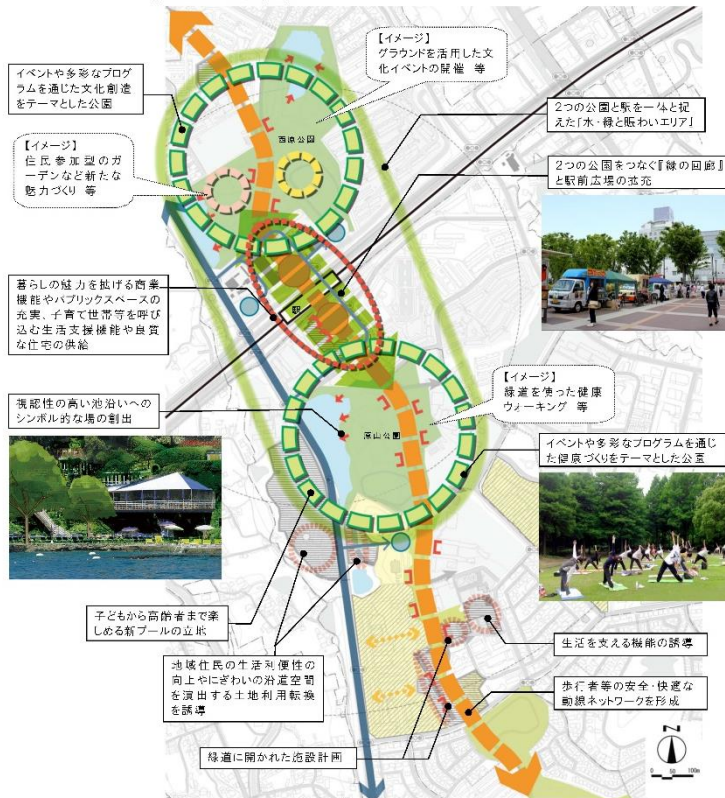 【イメージ】
グラウンドを活用した文
化イベントの開催 等
イベントや多彩なプログ
ラムを通じた文化創造
をテーマとした公園
【イメージ】
住民参加型のガ
ーデンなど新たな
魅力づくり 等
西原公園
2つの公園と駅を一体と捉
えた「水・緑と賑わいエリア」
2つの公園をつなぐ『緑の回廊』
と駅前広場の拡充
暮らしの魅力を拡げる商業
機能やパブリックスペースの
充実、子育て世帯等を呼び
込む生活支援機能や良質
な住宅の供給
駅
視認性の高い池沿いへの
シンボル的な場の創出
【イメージ】
緑道を使った健康
ウォーキング 等
原山公園
イベントや多彩なプログラムを通じ
た健康づくりをテーマとした公園
子どもから高齢者まで楽
しめる新プールの立地
地域住民の生活利便性の
向上やにぎわいの沿道空間
を演出する土地利用転換
を誘導
生活を支える機能の誘導
歩行者等の安全・快適な
動線ネットワークを形成
緑道に開かれた施設計画
N
0 50 100m